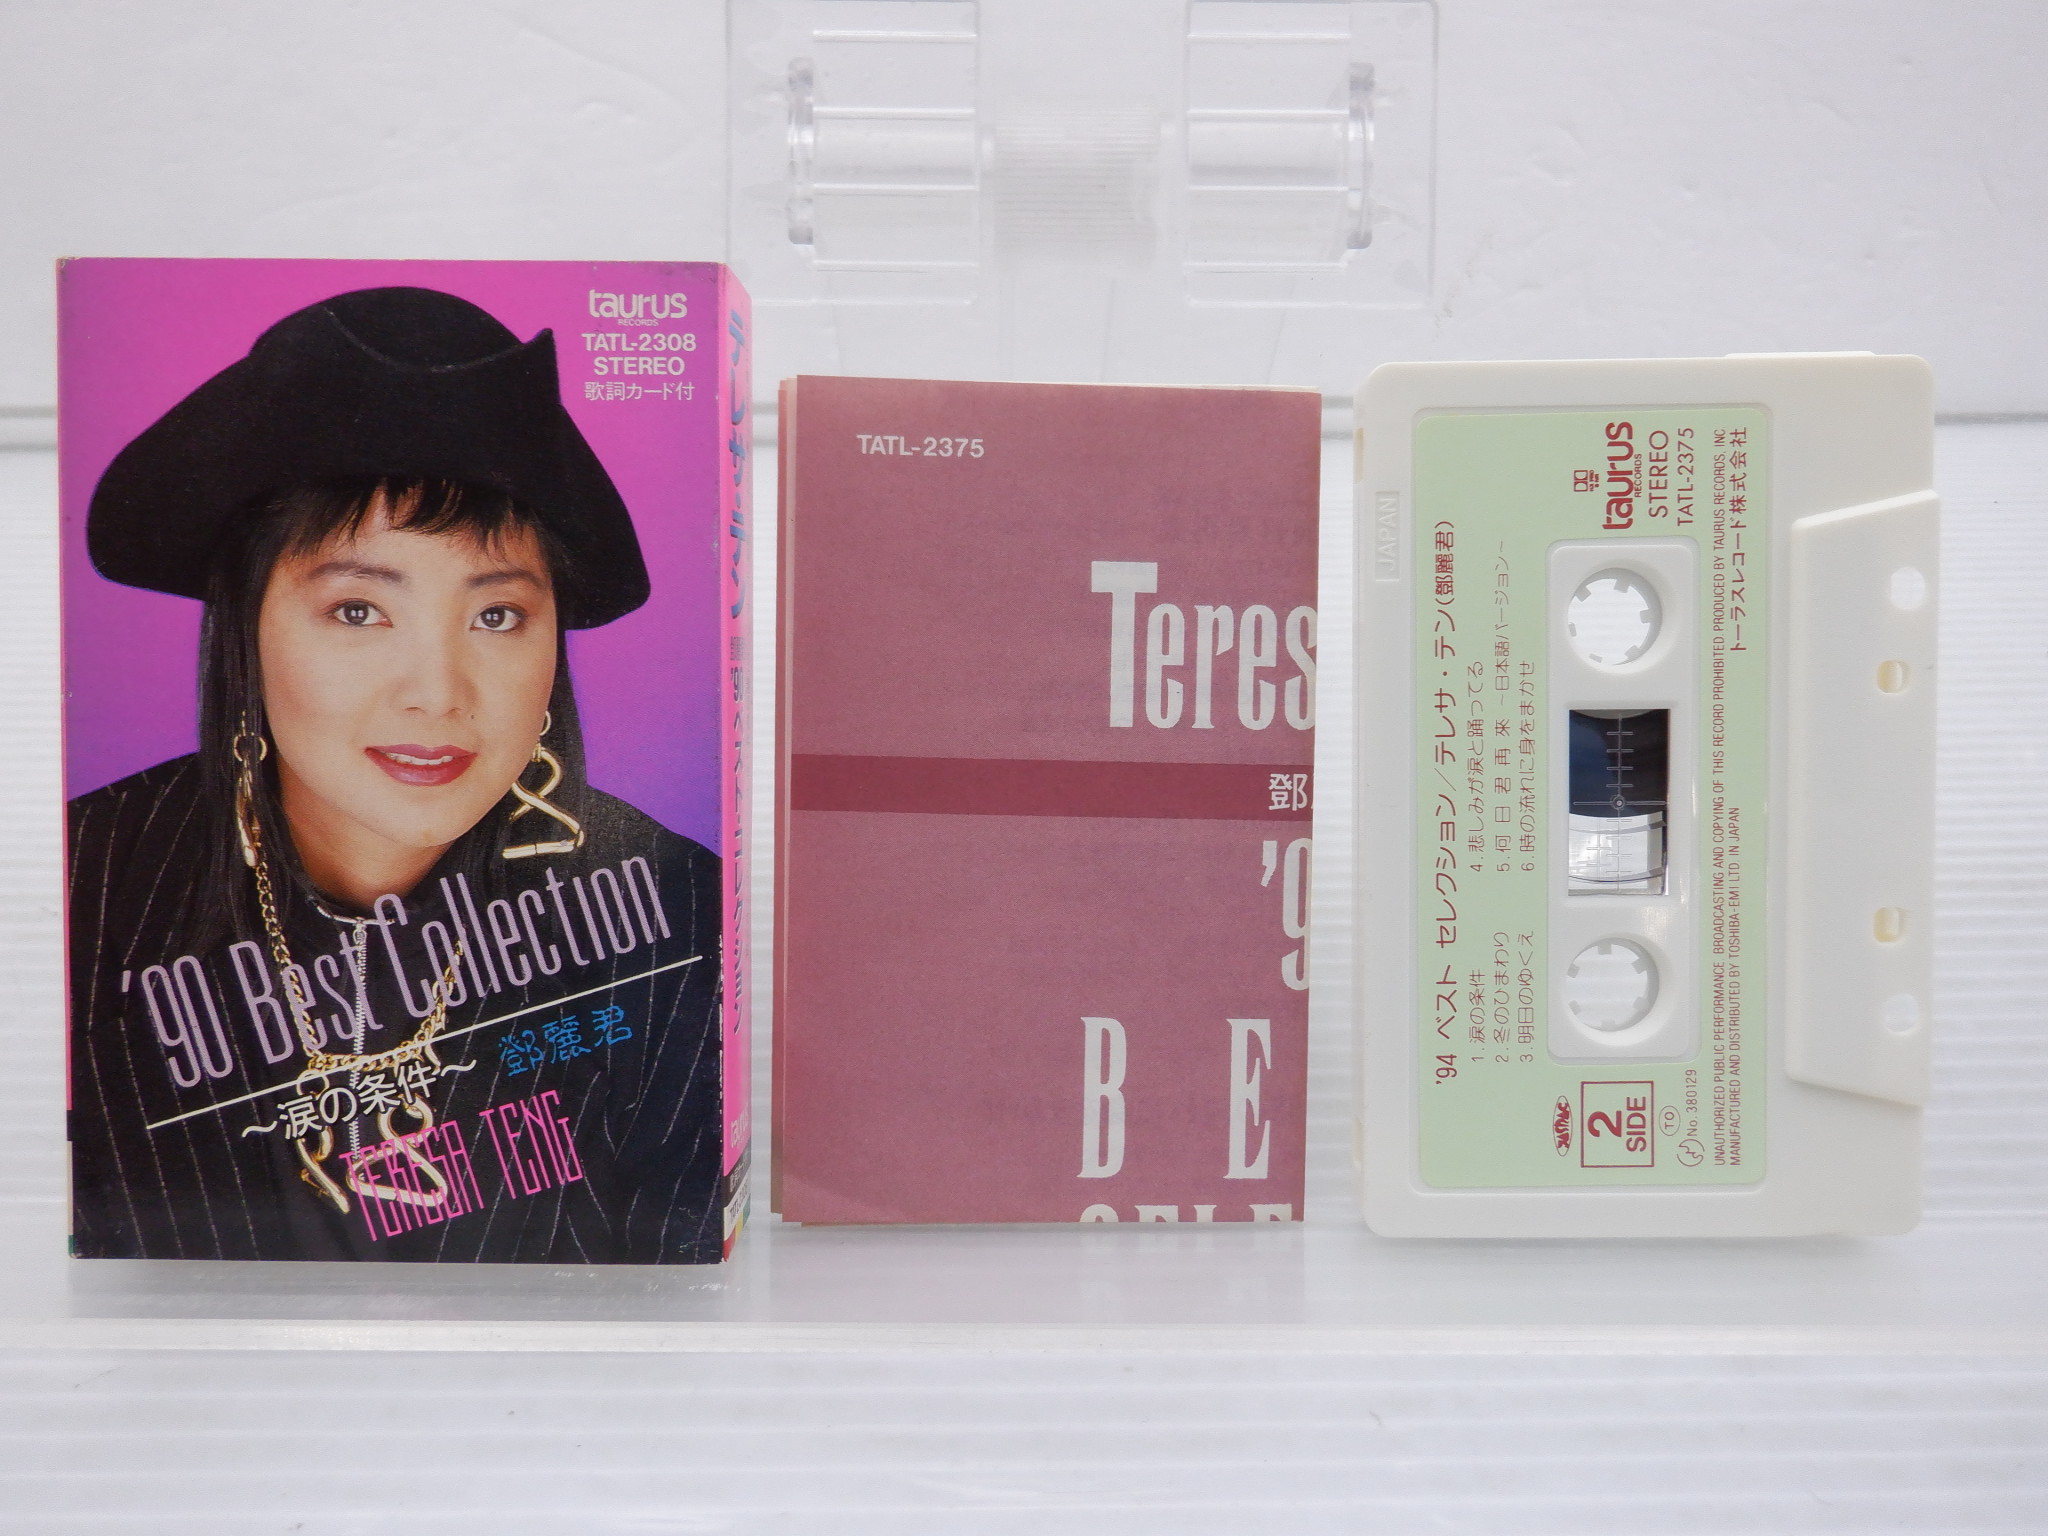 taurus
RECORDS
TATL-2308
STEREO
歌詞カード付
'90 Best Collection
～涙の条件～
鄧麗君
TERESA TENG
TATL-2375
Teres
鄧
'9
B E
JAPAN
'94 ベスト セレクション／テレサ・テン(鄧麗君)
1.涙の条件
2.冬のひまわり
3.明日のゆくえ
4.悲しみが涙と踊ってる
5.何日君再來 ～日本語バージョン～
6.時の流れに身をまかせ
taurus
RECORDS
STEREO
TATL-2375
2
SIDE
TO
No.380129
UNAUTHORIZED PUBLIC PERFORMANCE, BROADCASTING AND COPYING OF THIS RECORD PROHIBITED. PRODUCED BY TAURUS RECORDS, INC
MANUFACTURED AND DISTRIBUTED BY TOSHIBA-EMI LTD. IN JAPAN
トーラスレコード株式会社